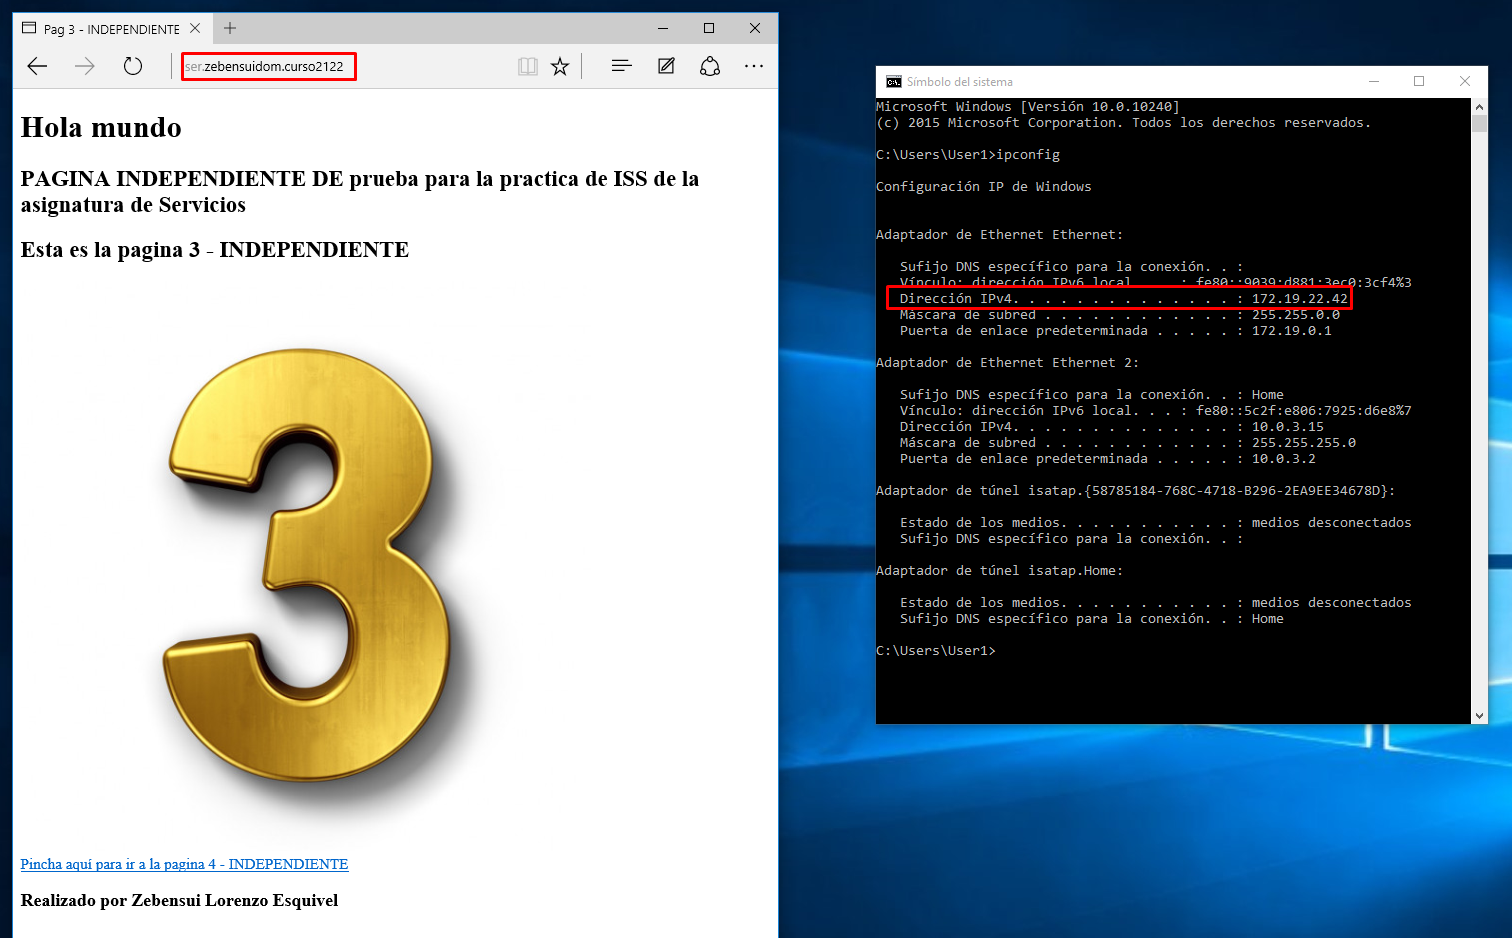 Pag 3 - INDEPENDIENTE
ser.zebensuidom.curso2122
Hola mundo
PAGINA INDEPENDIENTE DE prueba para la practica de ISS de la
asignatura de Servicios
Esta es la pagina 3 - INDEPENDIENTE
3
Pincha aquí para ir a la pagina 4 - INDEPENDIENTE
Realizado por Zebensui Lorenzo Esquivel
Símbolo del sistema
Microsoft Windows [Versión 10.0.10240]
(c) 2015 Microsoft Corporation. Todos los derechos reservados.
C:\Users\User1>ipconfig
Configuración IP de Windows
Adaptador de Ethernet Ethernet:
Sufijo DNS específico para la conexión. . :
Vínculo: dirección IPv6 local. . . : fe80::9039:d881:3ec0:3cf4%3
Dirección IPv4. . . . . . . . . . . . . . : 172.19.22.42
Máscara de subred . . . . . . . . . . . . : 255.255.0.0
Puerta de enlace predeterminada . . . . . : 172.19.0.1
Adaptador de Ethernet Ethernet 2:
Sufijo DNS específico para la conexión. . : Home
Vínculo: dirección IPv6 local. . . : fe80::5c2f:e806:7925:d6e8%7
Dirección IPv4. . . . . . . . . . . . . . : 10.0.3.15
Máscara de subred . . . . . . . . . . . . : 255.255.255.0
Puerta de enlace predeterminada . . . . . : 10.0.3.2
Adaptador de túnel isatap.{58785184-768C-4718-B296-2EA9EE34678D}:
Estado de los medios. . . . . . . . . . . : medios desconectados
Sufijo DNS específico para la conexión. . :
Adaptador de túnel isatap.Home:
Estado de los medios. . . . . . . . . . . : medios desconectados
Sufijo DNS específico para la conexión. . : Home
C:\Users\User1>